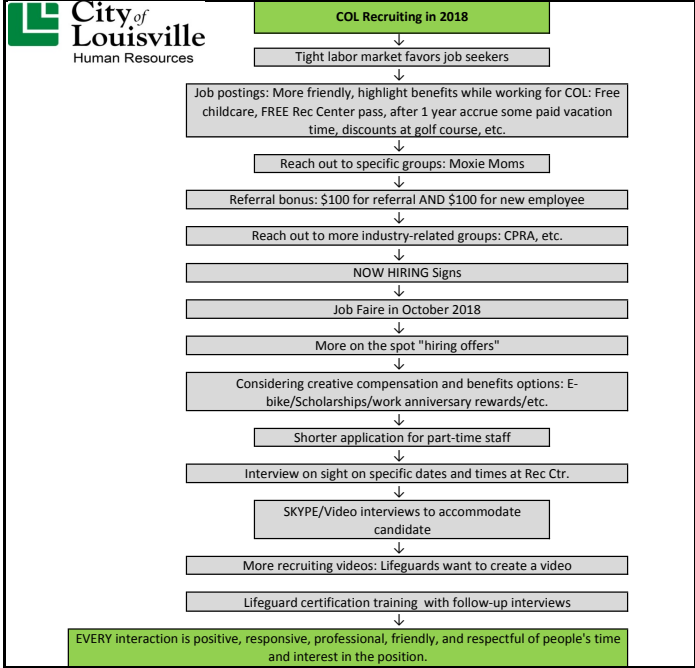 City of
Louisville
Human Resources
COL Recruiting in 2018
Tight labor market favors job seekers
Job postings: More friendly, highlight benefits while working for COL: Free
childcare, FREE Rec Center pass, after 1 year accrue some paid vacation
time, discounts at golf course, etc.
Reach out to specific groups: Moxie Moms
Referral bonus: $100 for referral AND $100 for new employee
Reach out to more industry-related groups: CPRA, etc.
NOW HIRING Signs
Job Faire in October 2018
More on the spot "hiring offers"
Considering creative compensation and benefits options: E-
bike/Scholarships/work anniversary rewards/etc.
Shorter application for part-time staff
Interview on sight on specific dates and times at Rec Ctr.
SKYPE/Video interviews to accommodate
candidate
More recruiting videos: Lifeguards want to create a video
Lifeguard certification training with follow-up interviews
EVERY interaction is positive, responsive, professional, friendly, and respectful of people's time
and interest in the position.